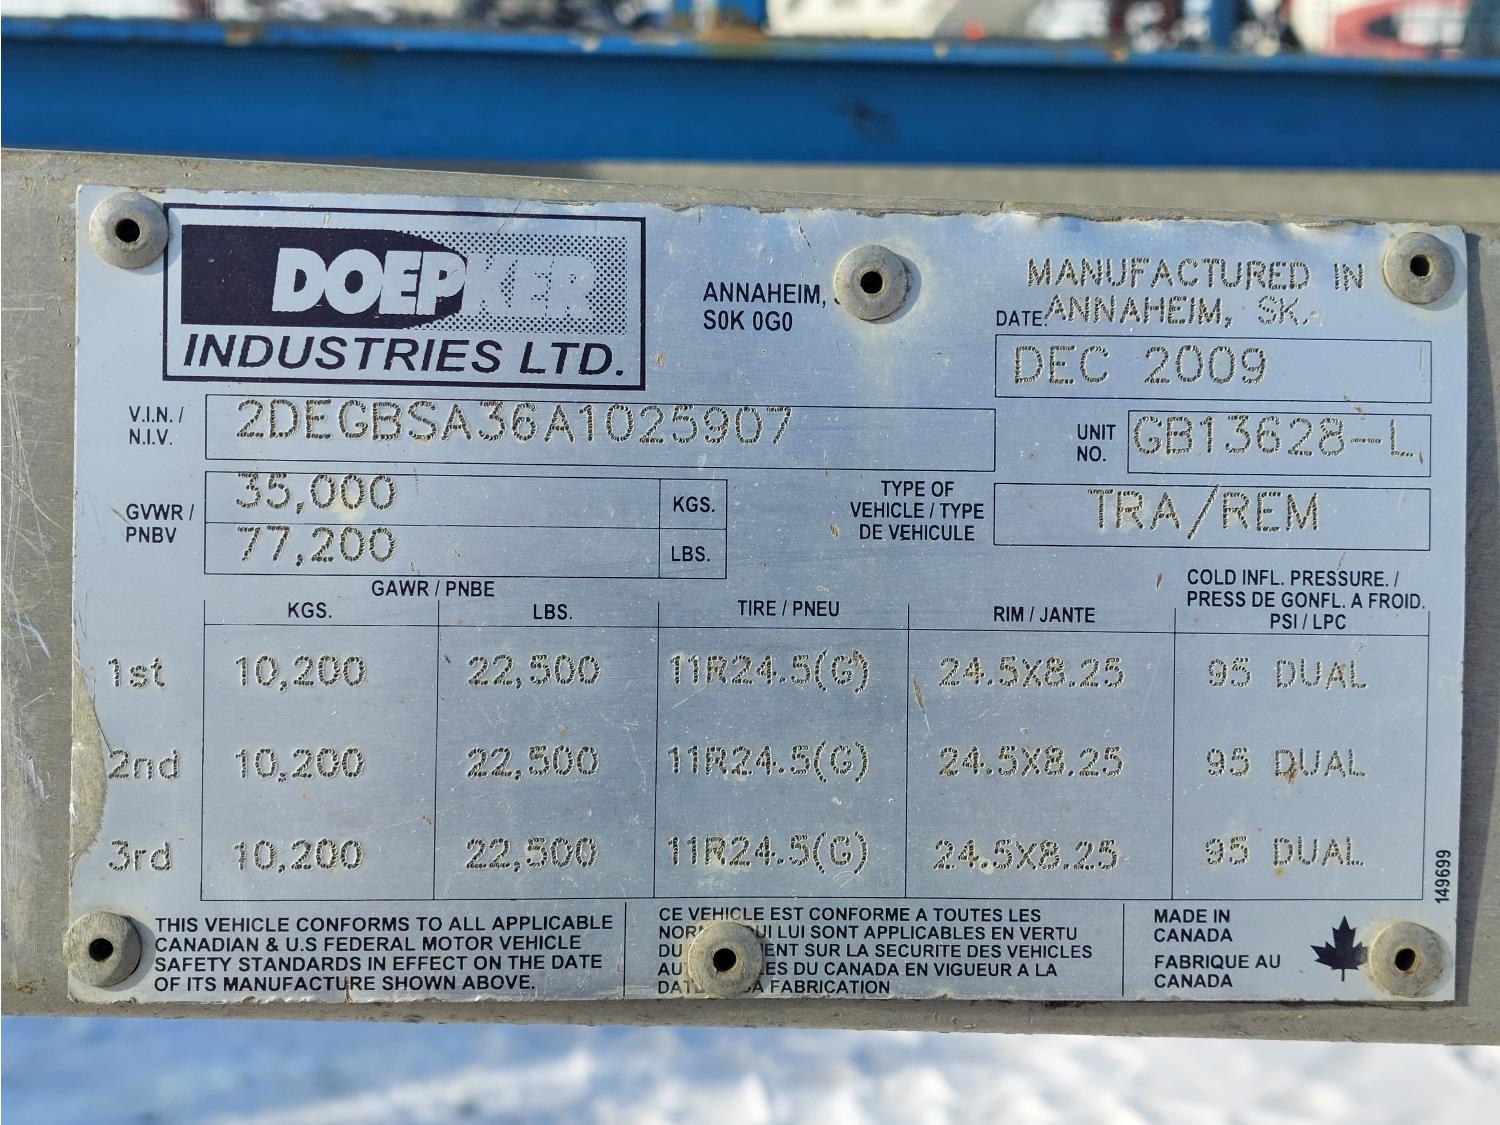 DOEPKER
INDUSTRIES LTD.
ANNAHEIM,
S0K 0G0
MANUFACTURED IN
DATE: ANNAHEIM, SK.
DEC 2009
V.I.N. /
N.I.V.
2DEGBSA36A1025907
UNIT
NO.
GB13628--L
GVWR /
PNBV
35,000 KGS.
77,200 LBS.
TYPE OF
VEHICLE / TYPE
DE VEHICULE
TRA/REM
GAWR / PNBE
KGS. LBS. TIRE / PNEU RIM / JANTE
COLD INFL. PRESSURE. /
PRESS DE GONFL. A FROID.
PSI / LPC
1st 10,200 22,500 11R24.5(G) 24.5X8.25 95 DUAL
2nd 10,200 22,500 11R24.5(G) 24.5X8.25 95 DUAL
3rd 10,200 22,500 11R24.5(G) 24.5X8.25 95 DUAL
149699
THIS VEHICLE CONFORMS TO ALL APPLICABLE
CANADIAN & U.S FEDERAL MOTOR VEHICLE
SAFETY STANDARDS IN EFFECT ON THE DATE
OF ITS MANUFACTURE SHOWN ABOVE.
CE VEHICLE EST CONFORME A TOUTES LES
LUI SONT APPLICABLES EN VERTU
DU SUR LA SECURITE DES VEHICLES
DU CANADA EN VIGUEUR A LA
FABRICATION
MADE IN
CANADA
FABRIQUE AU
CANADA